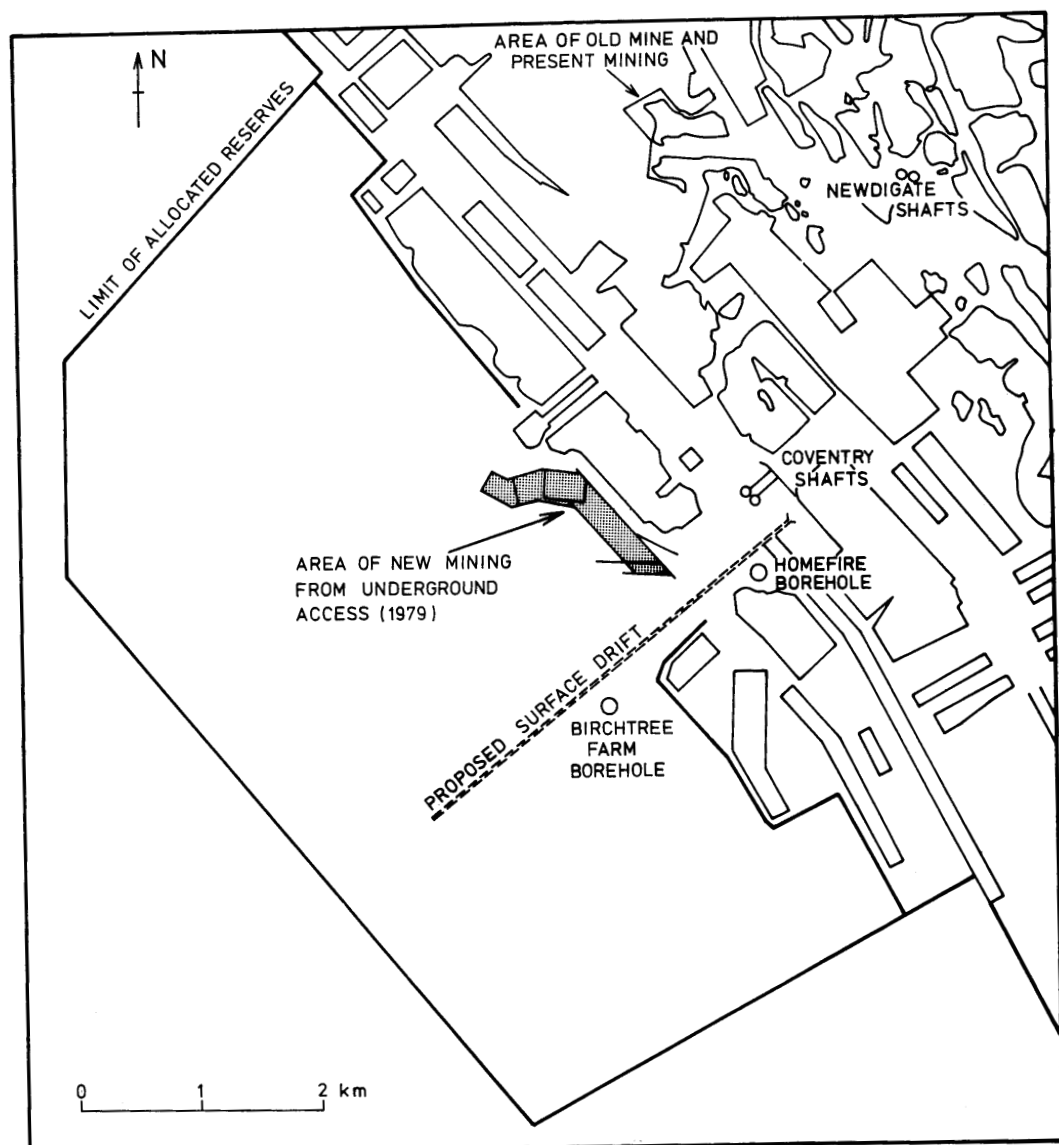 AREA OF OLD MINE AND
PRESENT MINING
N
LIMIT OF ALLOCATED RESERVES
NEWDIGATE
SHAFTS
COVENTRY
SHAFTS
AREA OF NEW MINING
FROM UNDERGROUND
ACCESS (1979)
HOMEFIRE
BOREHOLE
PROPOSED SURFACE DRIFT
BIRCHTREE
FARM
BOREHOLE
0 1 2 km